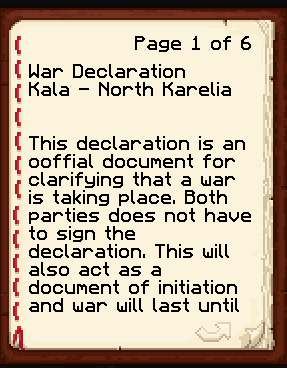 Page 1 of 6
War Declaration
Kala - North Karelia
This declaration is an
ooffial document for
clarifying that a war
is taking place. Both
parties does not have
to sign the
declaration. This will
also act as a
document of initiation
and war will last until